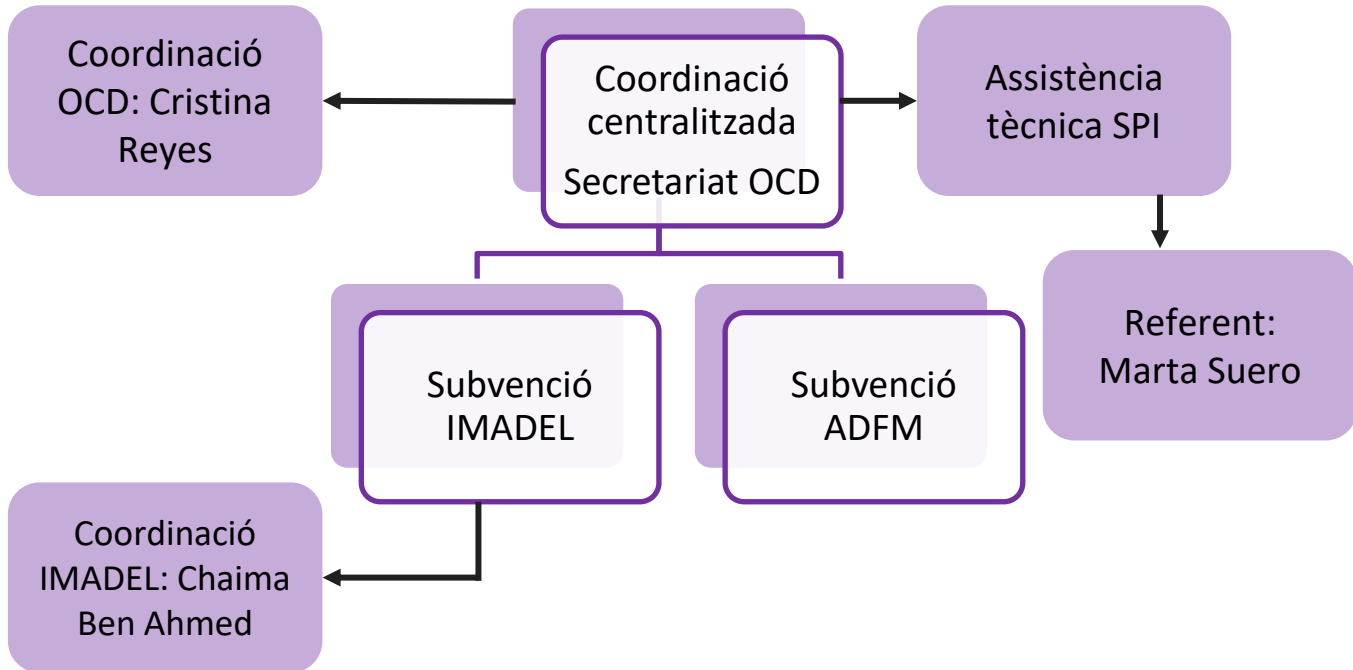 Coordinació
OCD: Cristina
Reyes
Coordinació
centralitzada
Secretariat OCD
Assistència
tècnica SPI
Referent:
Marta Suero
Subvenció
IMADEL
Subvenció
ADFM
Coordinació
IMADEL: Chaima
Ben Ahmed